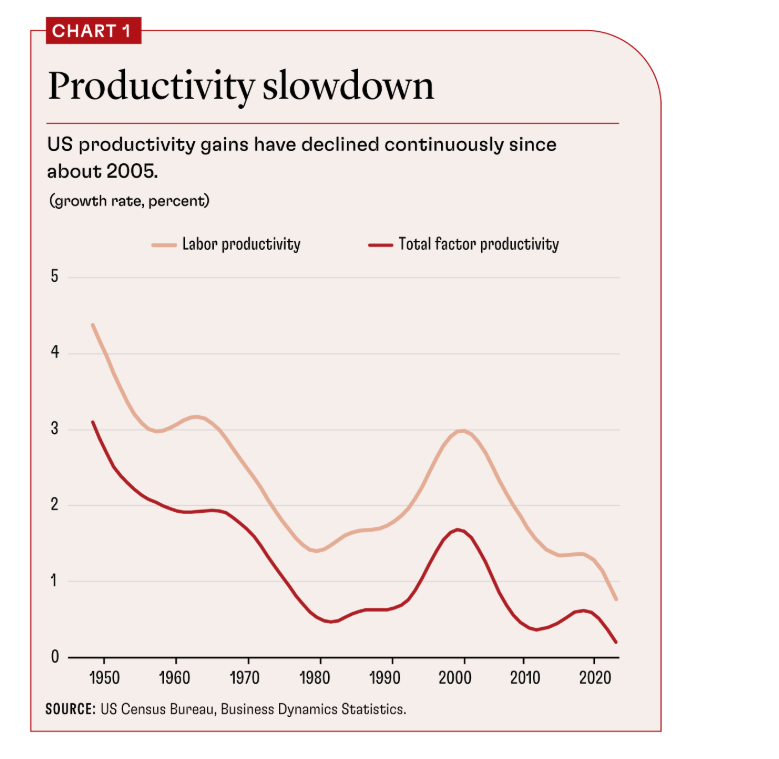 CHART 1
Productivity slowdown
US productivity gains have declined continuously since
about 2005.
(growth rate, percent)
Labor productivity
Total factor productivity
5
4
3
2
1
0
1950 1960 1970 1980 1990 2000 2010 2020
SOURCE: US Census Bureau, Business Dynamics Statistics.